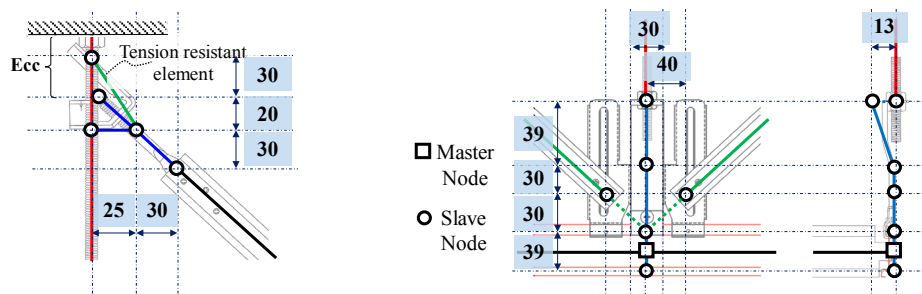 Ecc
Tension resistant
element
30
20
30
25
30
Master
Node
Slave
Node
30
40
39
30
30
39
13